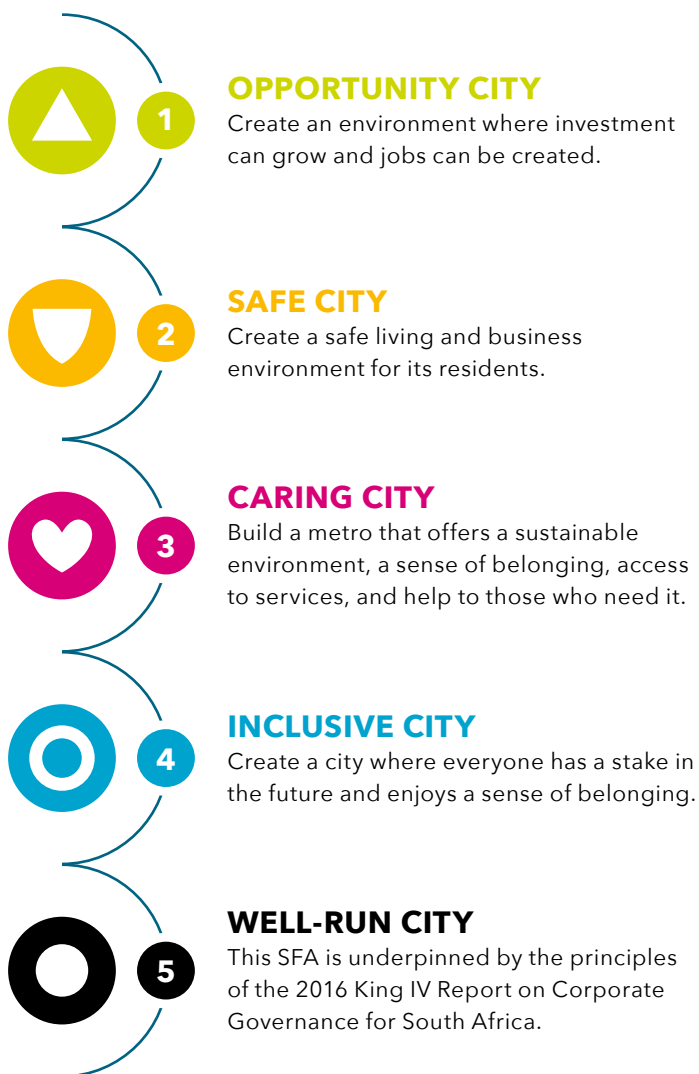 1
OPPORTUNITY CITY
Create an environment where investment
can grow and jobs can be created.
2
SAFE CITY
Create a safe living and business
environment for its residents.
3
CARING CITY
Build a metro that offers a sustainable
environment, a sense of belonging, access
to services, and help to those who need it.
4
INCLUSIVE CITY
Create a city where everyone has a stake in
the future and enjoys a sense of belonging.
5
WELL-RUN CITY
This SFA is underpinned by the principles
of the 2016 King IV Report on Corporate
Governance for South Africa.